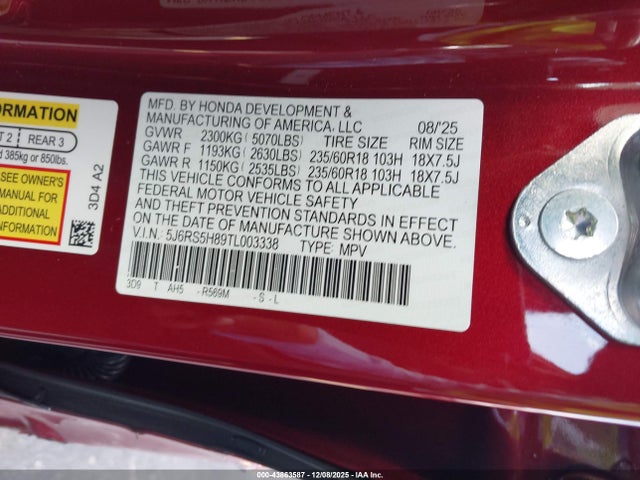 MFD. BY HONDA DEVELOPMENT &
MANUFACTURING OF AMERICA, LLC 08/'25
GVWR 2300KG ( 5070LBS) TIRE SIZE RIM SIZE
GAWR F 1193KG ( 2630LBS) 235/60R18 103H 18X7.5J
GAWR R 1150KG ( 2535LBS) 235/60R18 103H 18X7.5J
THIS VEHICLE CONFORMS TO ALL APPLICABLE
FEDERAL MOTOR VEHICLE SAFETY
AND THEFT PREVENTION STANDARDS IN EFFECT
ON THE DATE OF MANUFACTURE SHOWN ABOVE.
V.I.N.: 5J6RS5H89TL003338 TYPE: MPV
3D9 T AH5 - R569M - S - L
ORMATION
2 REAR 3
385kg or 850lbs.
SEE OWNER'S
MANUAL FOR
ADDITIONAL
INFORMATION
3D4 A2
000-43863587 - 12/08/2025 - IAA Inc.